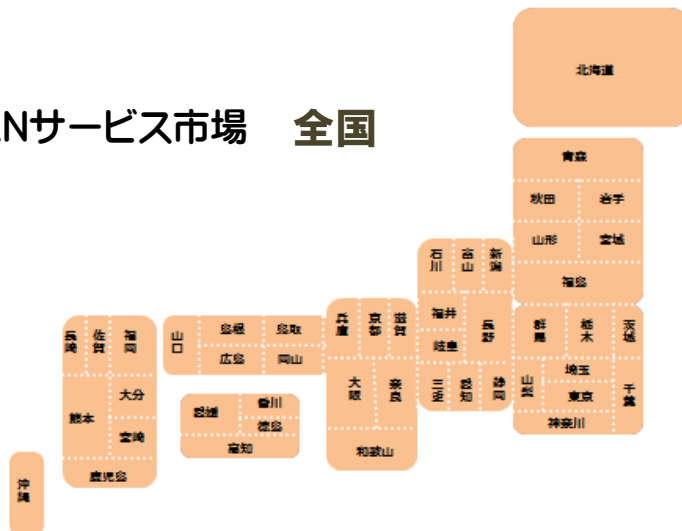 Nサービス市場 全国
北海道
青森
秋田 岩手
山形 宮城
福島
石川 富山 新潟
福井 長野
岐阜
三重 愛知 静岡
群馬 栃木 茨城
埼玉
山梨 東京 千葉
神奈川
兵庫 京都 滋賀
大阪 奈良
和歌山
山口 島根 鳥取
広島 岡山
愛媛 香川
徳島
高知
長崎 佐賀 福岡
熊本 大分
宮崎
鹿児島
沖縄